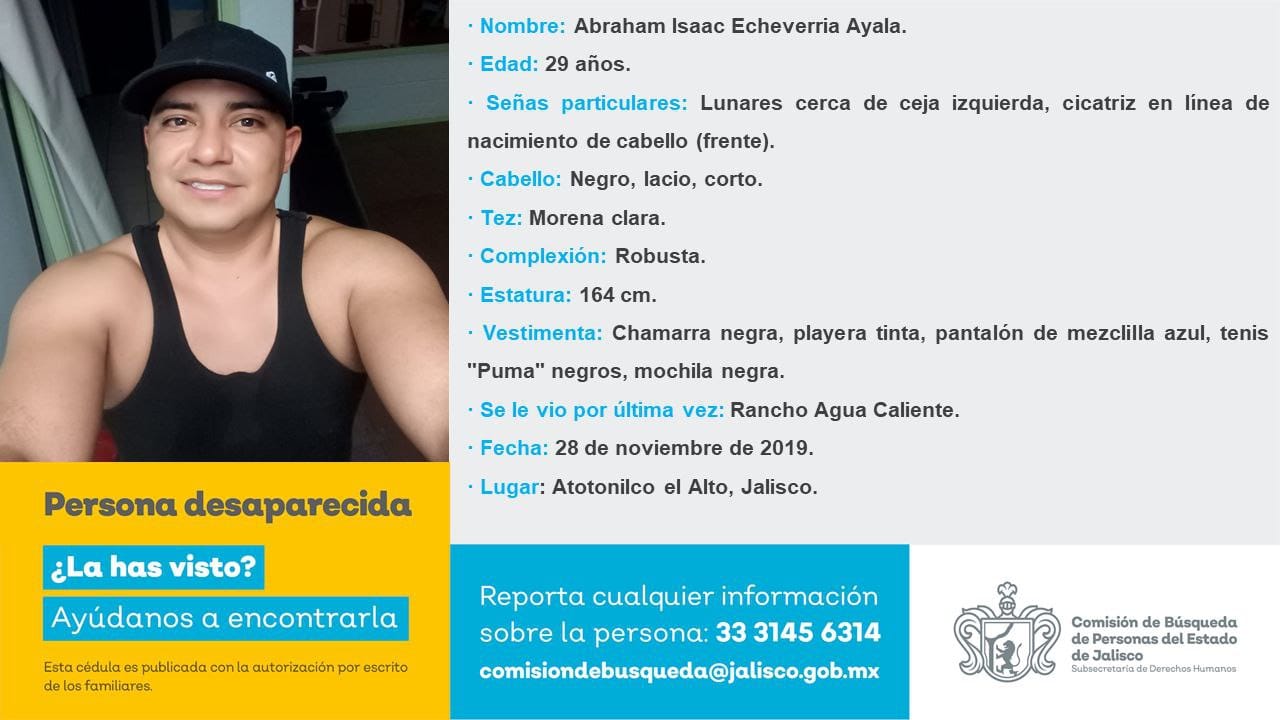 · Nombre: Abraham Isaac Echeverria Ayala.
· Edad: 29 años.
· Señas particulares: Lunares cerca de ceja izquierda, cicatriz en línea de
nacimiento de cabello (frente).
· Cabello: Negro, lacio, corto.
· Tez: Morena clara.
· Complexión: Robusta.
· Estatura: 164 cm.
· Vestimenta: Chamarra negra, playera tinta, pantalón de mezclilla azul, tenis
"Puma" negros, mochila negra.
· Se le vio por última vez: Rancho Agua Caliente.
· Fecha: 28 de noviembre de 2019.
· Lugar: Atotonilco el Alto, Jalisco.
Persona desaparecida
¿La has visto?
Ayúdanos a encontrarla
Esta cédula es publicada con la autorización por escrito
de los familiares.
Reporta cualquier información
sobre la persona: 33 3145 6314
comisiondebusqueda@jalisco.gob.mx
Comisión de Búsqueda
de Personas del Estado
de Jalisco
Subsecretaría de Derechos Humanos